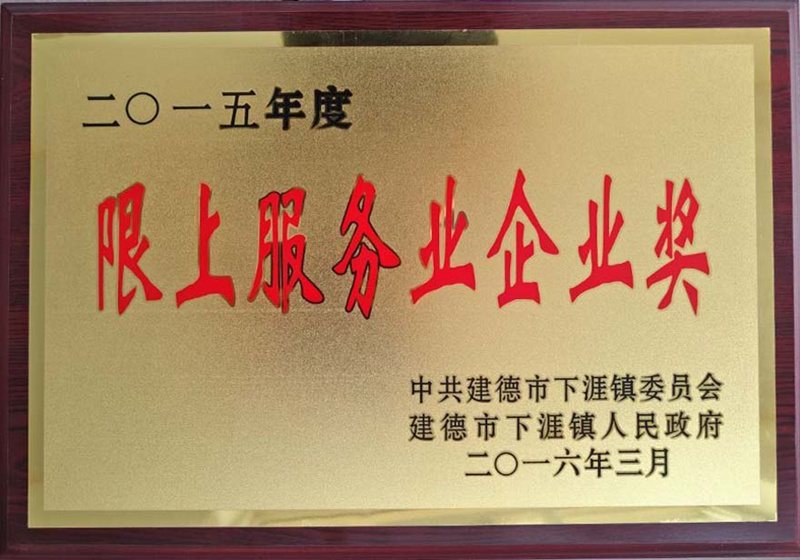 二〇一五年度
限上服务业企业奖
中共建德市下涯镇委员会
建德市下涯镇人民政府
二〇一六年三月